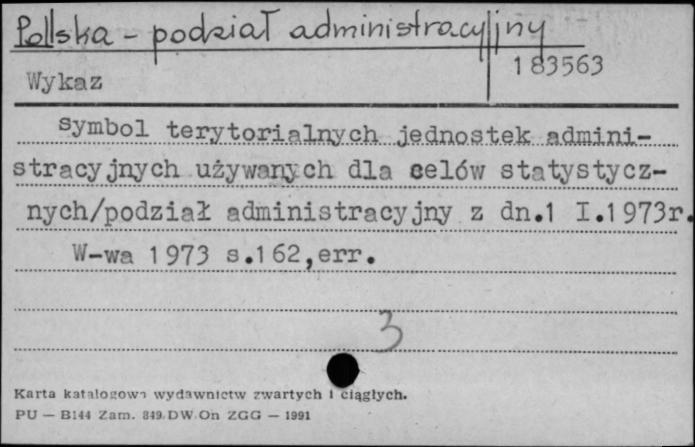 Polska - podział administracyjny
183563
Wykaz
symbol terytorialnych jednostek admini-
stracyjnych używanych dla celów statystycz-
nych/podział administracyjny z dn.1 I.1973r.
W-wa 1973 s.162,err.
3
Karta katalogowa wydawnictw zwartych i ciągłych.
PU — B144 Zam. 849. DW.On ZGG — 1991